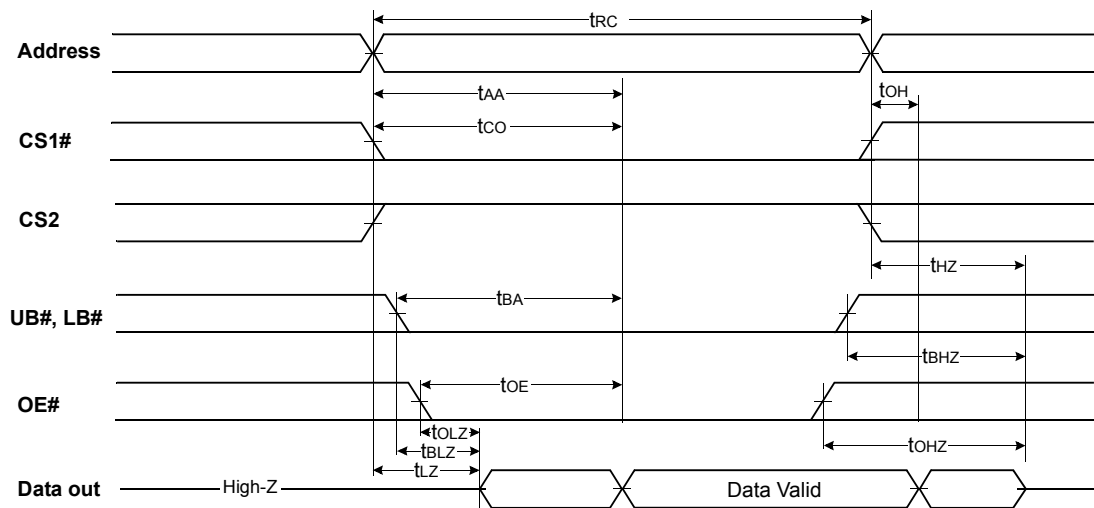 tRC
Address
tAA
tOH
tCO
CS1#
CS2
tHZ
tBA
UB#, LB#
tBHZ
tOE
OE#
tOLZ
tOHZ
tBLZ
tLZ
Data out
High-Z
Data Valid